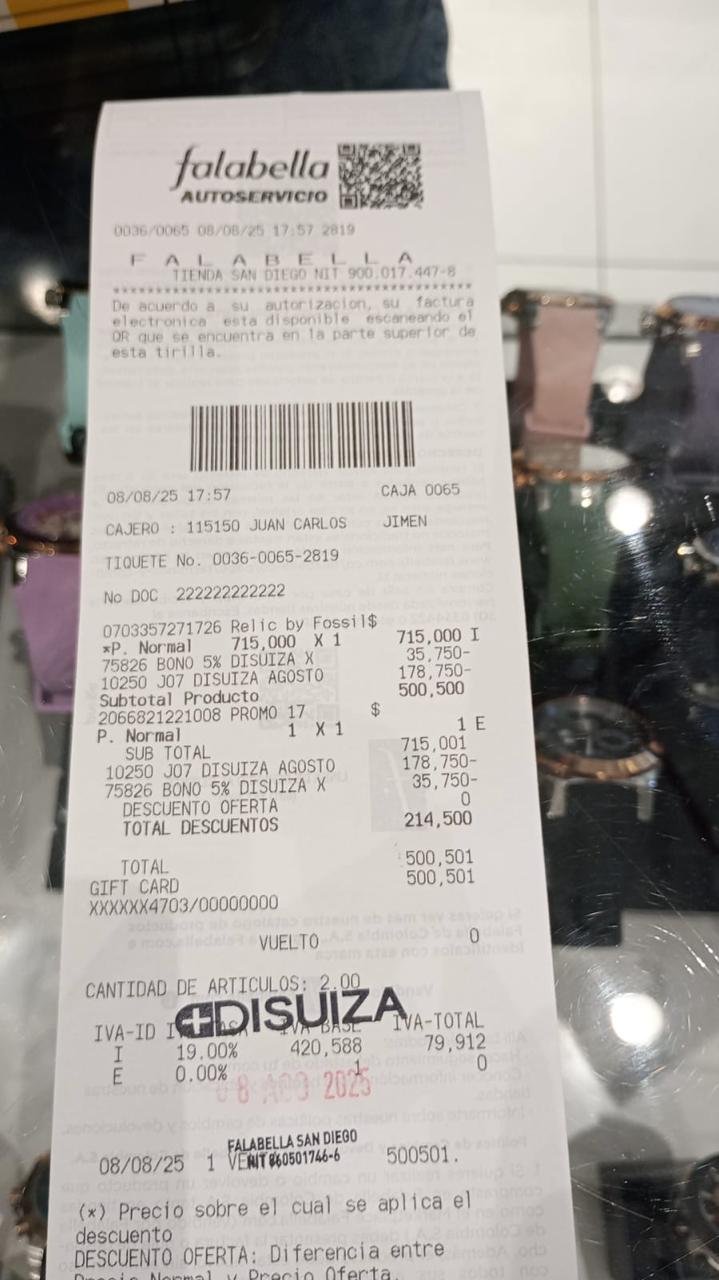 falabella
AUTOSERVICIO
0036/0065 08/08/25 17:57 2819
F A L A B E L L A
TIENDA SAN DIEGO NIT 900.017.447-8
****************************************
De acuerdo a su autorizacion, su factura
electronica esta disponible escaneando el
QR que se encuentra en la parte superior de
esta tirilla.
08/08/25 17:57 CAJA 0065
CAJERO : 115150 JUAN CARLOS JIMEN
TIQUETE No. 0036-0065-2819
No DOC 222222222222
0703357271726 Relic by Fossil$
*P. Normal 715,000 X 1 715,000 I
75826 BONO 5% DISUIZA X 35,750-
10250 J07 DISUIZA AGOSTO 178,750-
Subtotal Producto 500,500
2066821221008 PROMO 17 $
P. Normal 1 X 1 1 E
SUB TOTAL 715,001
10250 J07 DISUIZA AGOSTO 178,750-
75826 BONO 5% DISUIZA X 35,750-
DESCUENTO OFERTA 0
TOTAL DESCUENTOS 214,500
TOTAL 500,501
GIFT CARD 500,501
XXXXXX4703/00000000
VUELTO 0
CANTIDAD DE ARTICULOS: 2.00
DISUIZA
IVA-ID IVA BASE IVA-TOTAL
I 19.00% 420,588 79,912
E 0.00% 1 0
8 AGO 2025
FALABELLA SAN DIEGO
08/08/25 1 VEN 500501.
NIT 860501746-6
(*) Precio sobre el cual se aplica el
descuento
DESCUENTO OFERTA: Diferencia entre
Precio Normal y Precio Oferta.